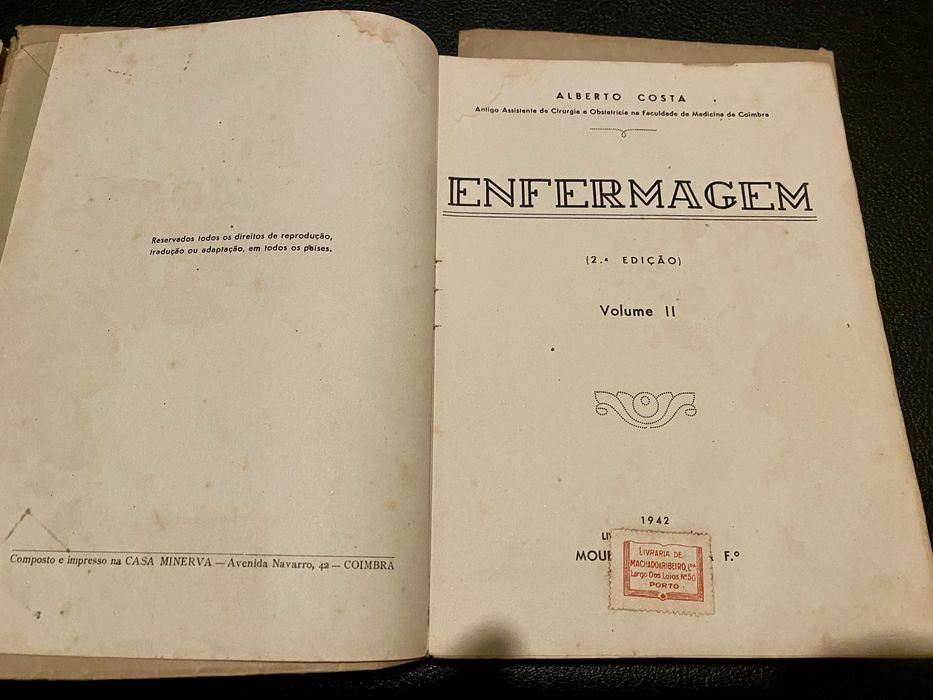 Reservados todos os direitos de reprodução,
tradução ou adaptação, em todos os países.
Composto e impresso na CASA MINERVA — Avenida Navarro, 42 — COIMBRA
ALBERTO COSTA
Antigo Assistente de Cirurgia e Obstetrícia na Faculdade de Medicina de Coimbra
ENFERMAGEM
(2.ª EDIÇÃO)
Volume II
1942
F.º
LIVRARIA DE
MACHADO & RIBEIRO, L.da
Largo Dos Loios, Nº 50
PORTO